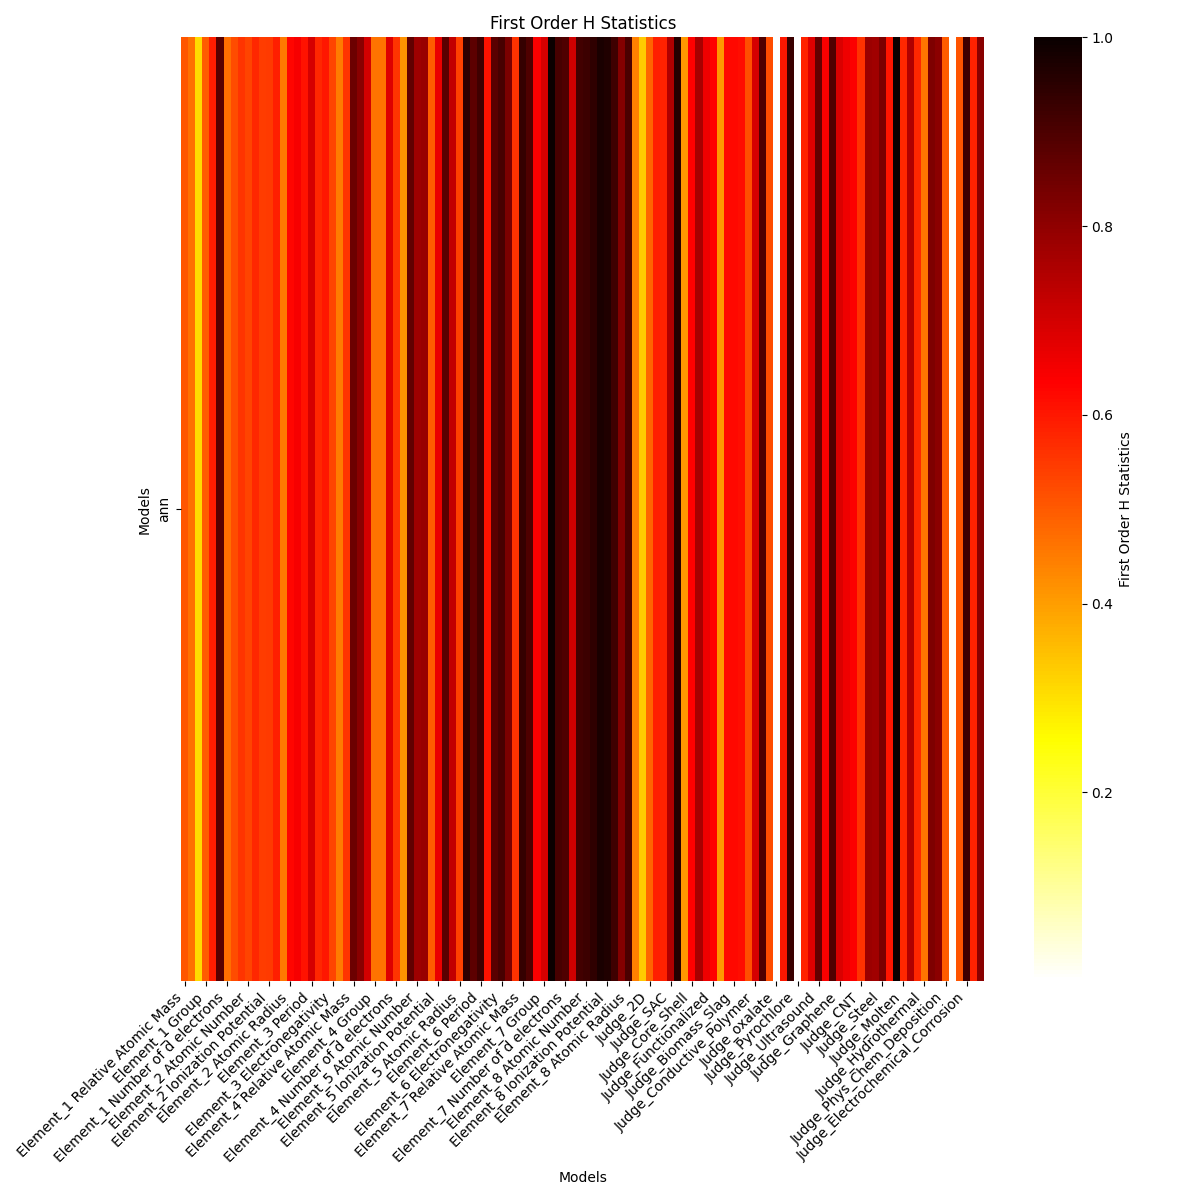 First Order H Statistics
Models
ann
Element_1 Relative Atomic Mass
Element_1 Group
Element_1 Number of d electrons
Element_2 Atomic Number
Element_2 Ionization Potential
Element_2 Atomic Radius
Element_3 Period
Element_3 Electronegativity
Element_4 Relative Atomic Mass
Element_4 Group
Element_4 Number of d electrons
Element_5 Atomic Number
Element_5 Ionization Potential
Element_5 Atomic Radius
Element_6 Period
Element_6 Electronegativity
Element_7 Relative Atomic Mass
Element_7 Group
Element_7 Number of d electrons
Element_8 Atomic Number
Element_8 Ionization Potential
Element_8 Atomic Radius
Judge_2D
Judge_SAC
Judge_Core_Shell
Judge_Functionalized
Judge_Biomass_Slag
Judge_Conductive_Polymer
Judge_oxalate
Judge_Pyrochlore
Judge_Ultrasound
Judge_Graphene
Judge_CNT
Judge_Steel
Judge_Molten
Judge_Hydrothermal
Judge_Phys_Chem_Deposition
Judge_Electrochemical_Corrosion
Models
1.0
0.8
0.6
0.4
0.2
First Order H Statistics